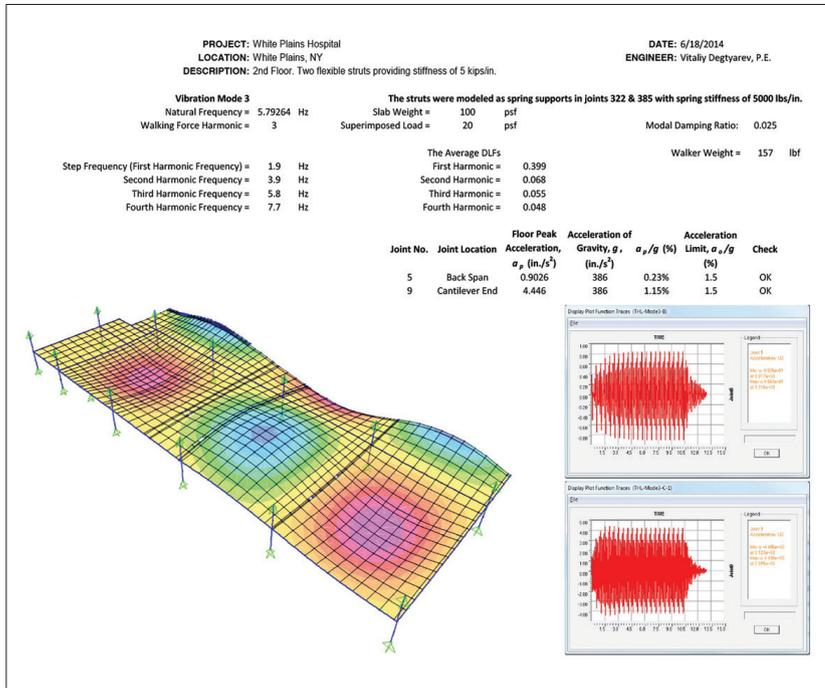 PROJECT: White Plains Hospital
LOCATION: White Plains, NY
DESCRIPTION: 2nd Floor. Two flexible struts providing stiffness of 5 kips/in.
DATE: 6/18/2014
ENGINEER: Vitaliy Degtyarev, P.E.
Vibration Mode 3
The struts were modeled as spring supports in joints 322 & 385 with spring stiffness of 5000 lbs/in.
Natural Frequency = 5.79264 Hz
Slab Weight = 100 psf
Walking Force Harmonic = 3
Superimposed Load = 20 psf
Modal Damping Ratio: 0.025
The Average DLFs
Walker Weight = 157 lbf
Step Frequency (First Harmonic Frequency) = 1.9 Hz
First Harmonic = 0.399
Second Harmonic Frequency = 3.9 Hz
Second Harmonic = 0.068
Third Harmonic Frequency = 5.8 Hz
Third Harmonic = 0.055
Fourth Harmonic Frequency = 7.7 Hz
Fourth Harmonic = 0.048
Joint No. Joint Location Floor Peak Acceleration, a p (in./s²) Acceleration of Gravity, g, (in./s²) a p/g (%) Acceleration Limit, a o/g (%) Check
5 Back Span 0.9026 386 0.23% 1.5 OK
9 Cantilever End 4.446 386 1.15% 1.5 OK
Display Plot Function Traces (THL-Mode3-B)
File
TIME
Legend
OK
Display Plot Function Traces (THL-Mode3-C-1)
File
TIME
Legend
OK